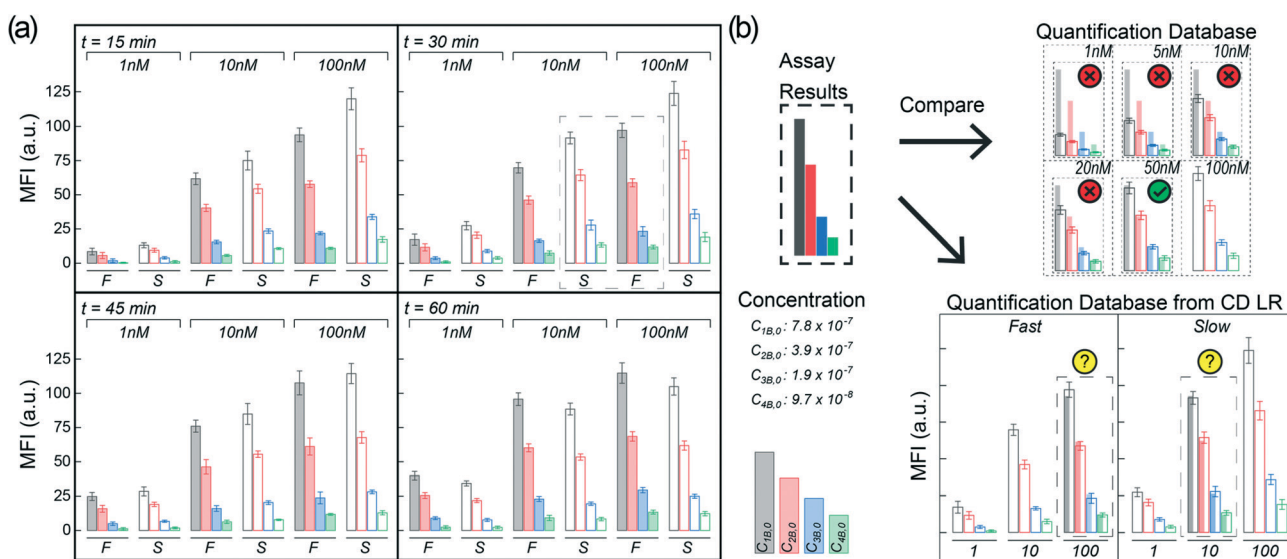 (a)
t = 15 min
1nM 10nM 100nM
t = 30 min
1nM 10nM 100nM
MFI (a.u.)
125
100
75
50
25
0
F S F S F S
F S F S F S
t = 45 min
1nM 10nM 100nM
t = 60 min
1nM 10nM 100nM
MFI (a.u.)
125
100
75
50
25
0
F S F S F S
F S F S F S
(b)
Assay
Results
Compare
Quantification Database
1nM 5nM 10nM
20nM 50nM 100nM
Concentration
C1B,0 : 7.8 x 10⁻⁷
C2B,0 : 3.9 x 10⁻⁷
C3B,0 : 1.9 x 10⁻⁷
C4B,0 : 9.7 x 10⁻⁸
C1B,0 C2B,0 C3B,0 C4B,0
Quantification Database from CD LR
Fast Slow
? ?
MFI (a.u.)
1 10 100 1 10 100